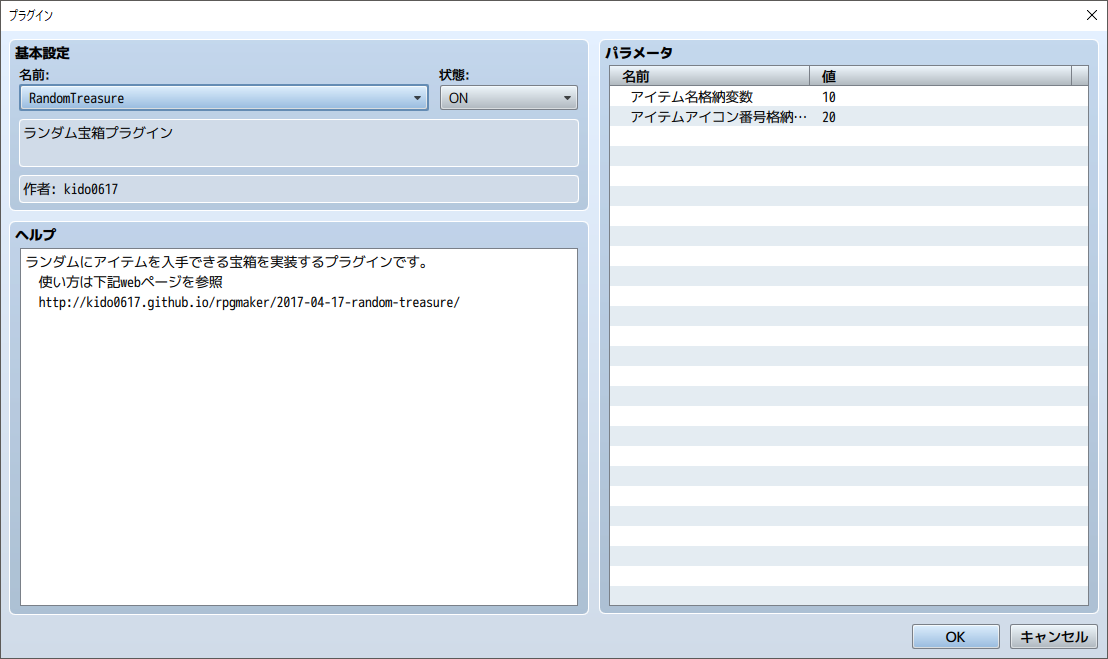 プラグイン
基本設定
名前:
状態:
RandomTreasure
ON
ランダム宝箱プラグイン
作者: kido0617
ヘルプ
ランダムにアイテムを入手できる宝箱を実装するプラグインです。
使い方は下記webページを参照
http://kido0617.github.io/rpgmaker/2017-04-17-random-treasure/
パラメータ
名前 値
アイテム名格納変数 10
アイテムアイコン番号格納… 20
OK
キャンセル